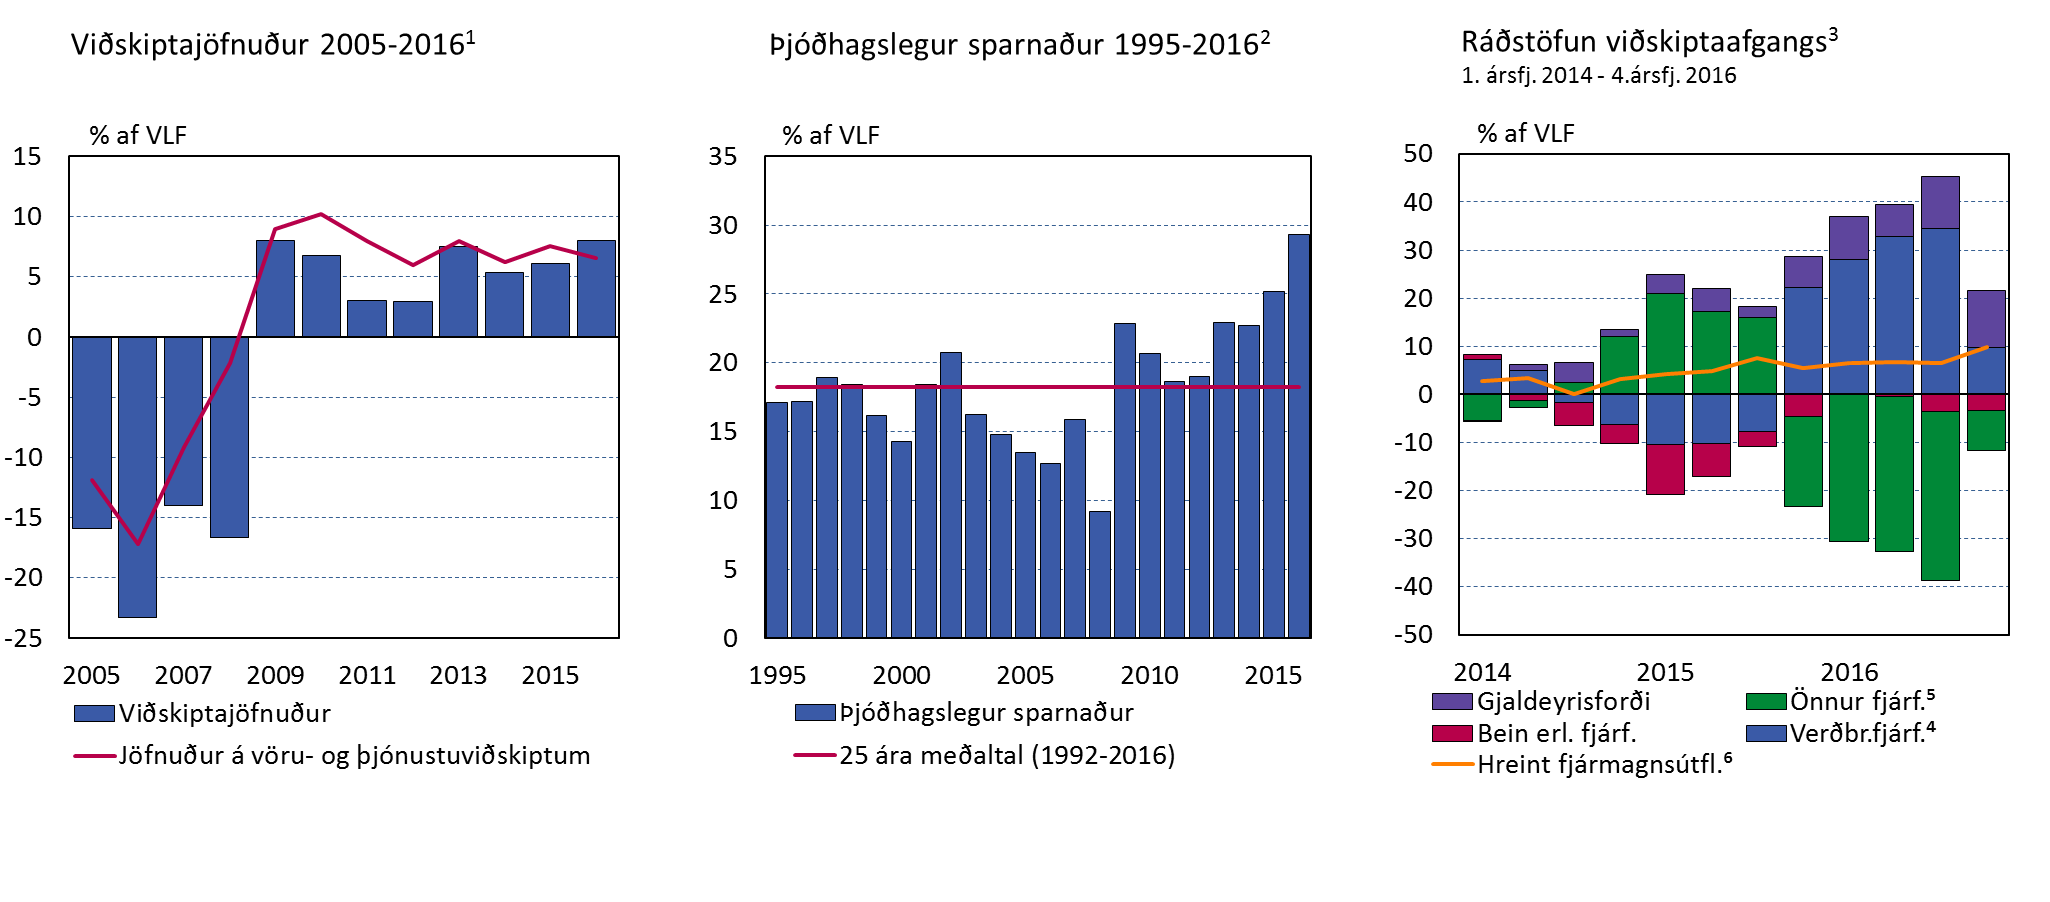 Viðskiptajöfnuður 2005-2016¹
% af VLF
15
10
5
0
-5
-10
-15
-20
-25
2005 2007 2009 2011 2013 2015
Viðskiptajöfnuður
Jöfnuður á vöru- og þjónustuviðskiptum
Þjóðhagslegur sparnaður 1995-2016²
% af VLF
35
30
25
20
15
10
5
0
1995 2000 2005 2010 2015
Þjóðhagslegur sparnaður
25 ára meðaltal (1992-2016)
Ráðstöfun viðskiptaafgangs³
1. ársfj. 2014 - 4.ársfj. 2016
% af VLF
50
40
30
20
10
0
-10
-20
-30
-40
-50
2014 2015 2016
Gjaldeyrisforði Önnur fjárf.⁵
Bein erl. fjárf. Verðbr.fjárf.⁴
Hreint fjármagnsútfl.⁶